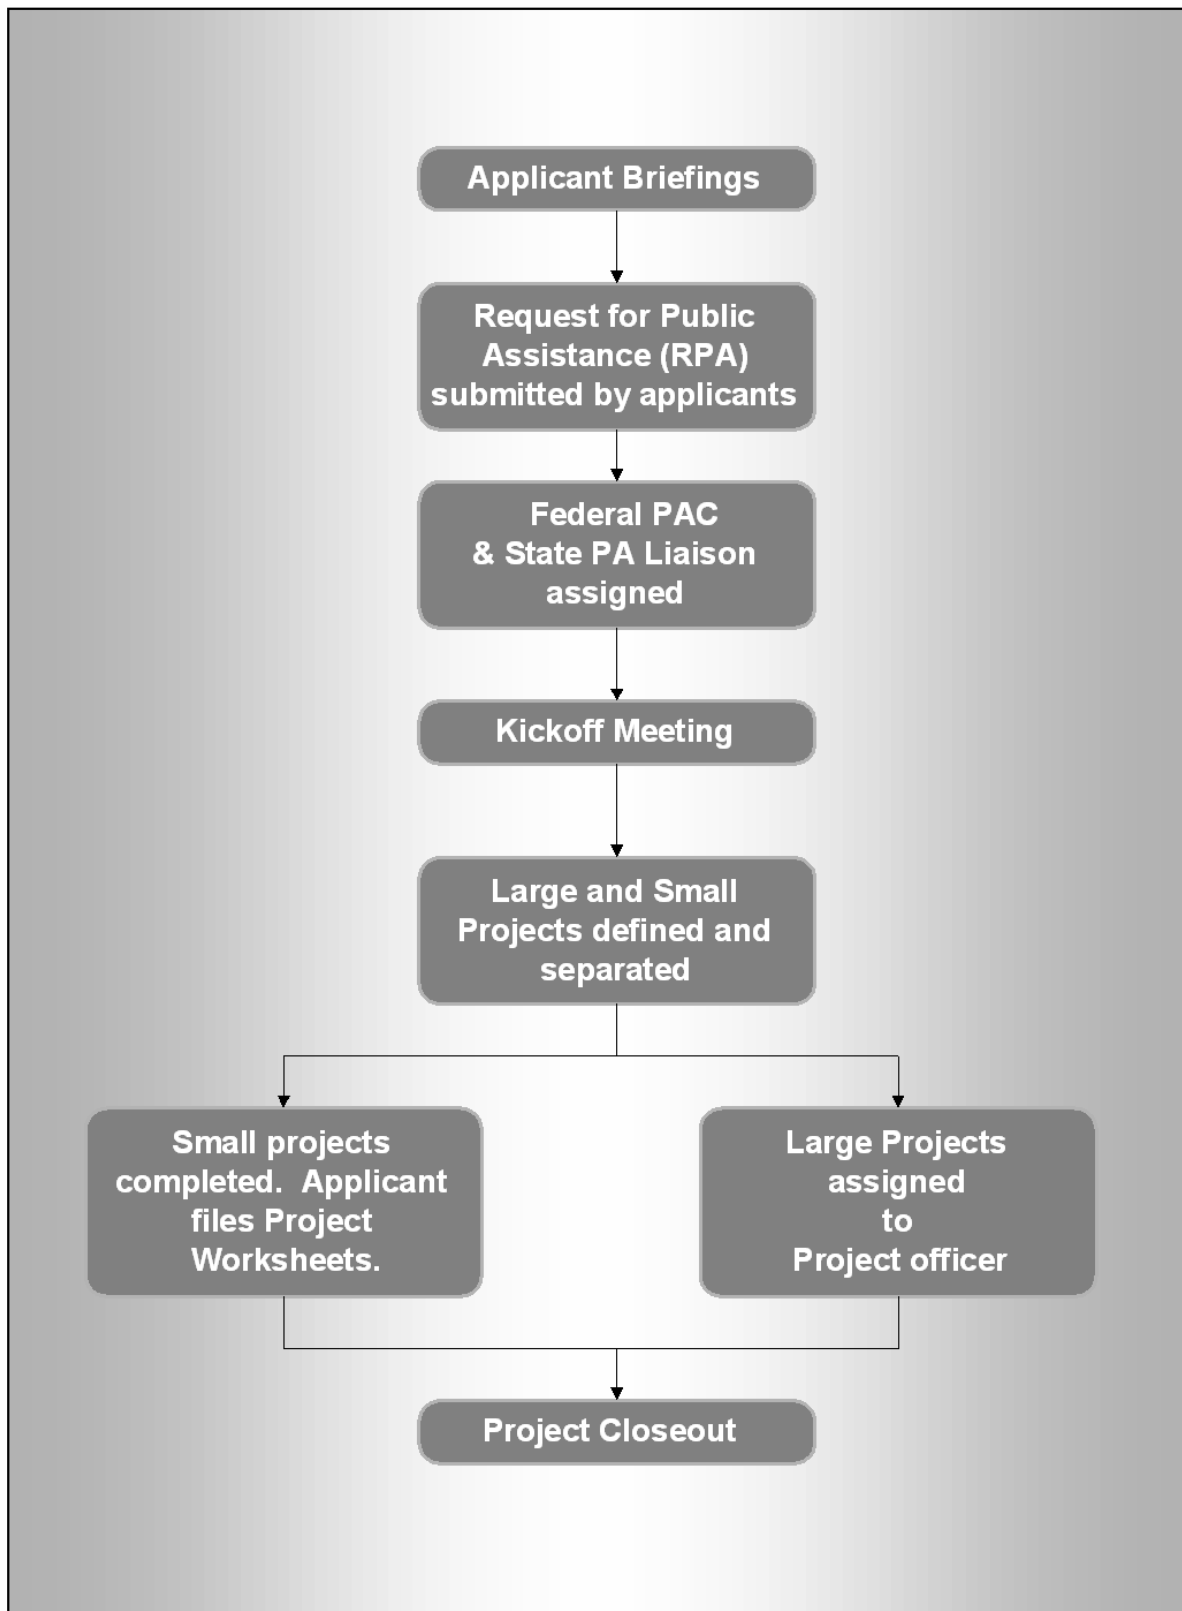 Applicant Briefings
Request for Public
Assistance (RPA)
submitted by applicants
Federal PAC
& State PA Liaison
assigned
Kickoff Meeting
Large and Small
Projects defined and
separated
Small projects
completed.  Applicant
files Project
Worksheets.
Large Projects
assigned
to
Project officer
Project Closeout